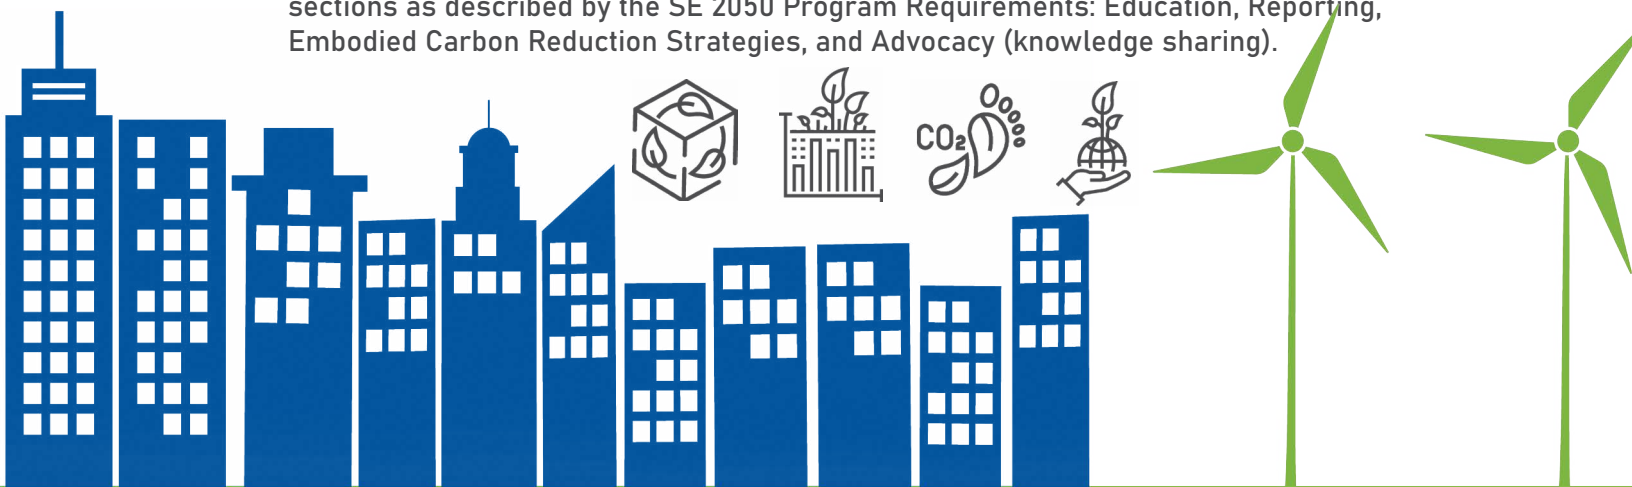 sections as described by the SE 2050 Program Requirements: Education, Reporting,
Embodied Carbon Reduction Strategies, and Advocacy (knowledge sharing).
CO₂